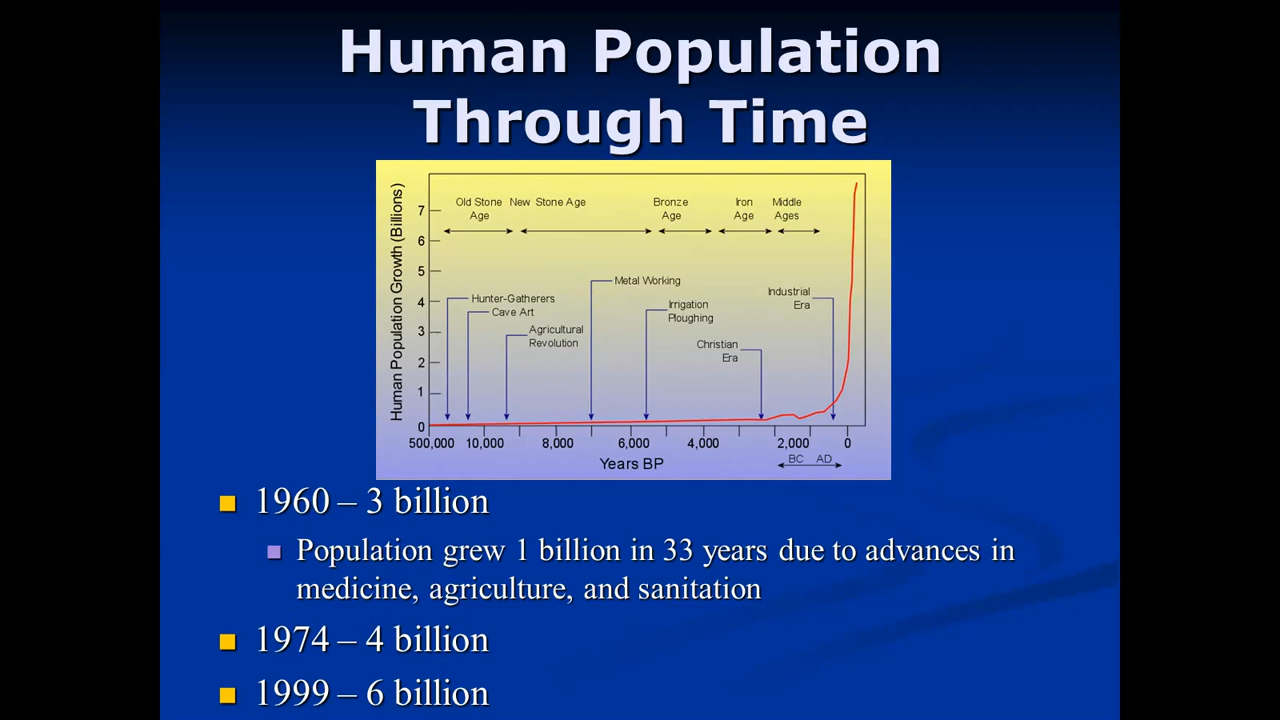 Human Population
Through Time
Human Population Growth (Billions)
Old Stone Age
New Stone Age
Bronze Age
Iron Age
Middle Ages
7
6
5
4
3
2
1
0
Metal Working
Hunter-Gatherers
Cave Art
Irrigation
Ploughing
Industrial
Era
Agricultural
Revolution
Christian
Era
500,000 10,000 8,000 6,000 4,000 2,000 0
Years BP
BC AD
1960 – 3 billion
Population grew 1 billion in 33 years due to advances in
medicine, agriculture, and sanitation
1974 – 4 billion
1999 – 6 billion